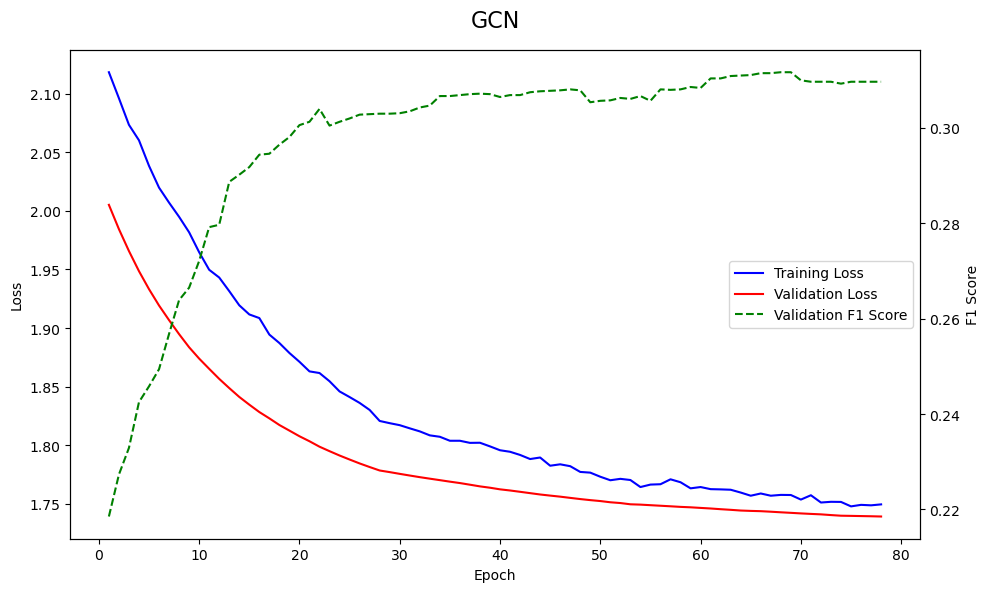 GCN
2.10
2.05
2.00
1.95
1.90
1.85
1.80
1.75
Loss
0.30
0.28
0.26
0.24
0.22
F1 Score
Training Loss
Validation Loss
Validation F1 Score
0 10 20 30 40 50 60 70 80
Epoch